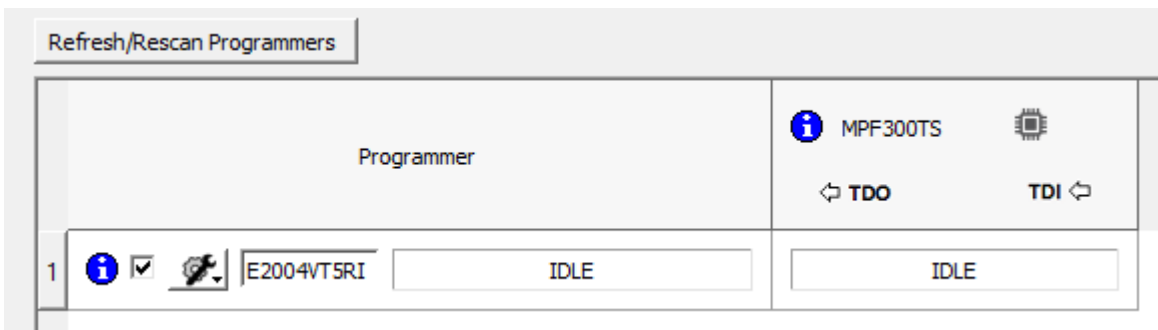 Refresh/Rescan Programmers
Programmer
MPF300TS
TDO TDI
1 E2004VT5RI IDLE IDLE